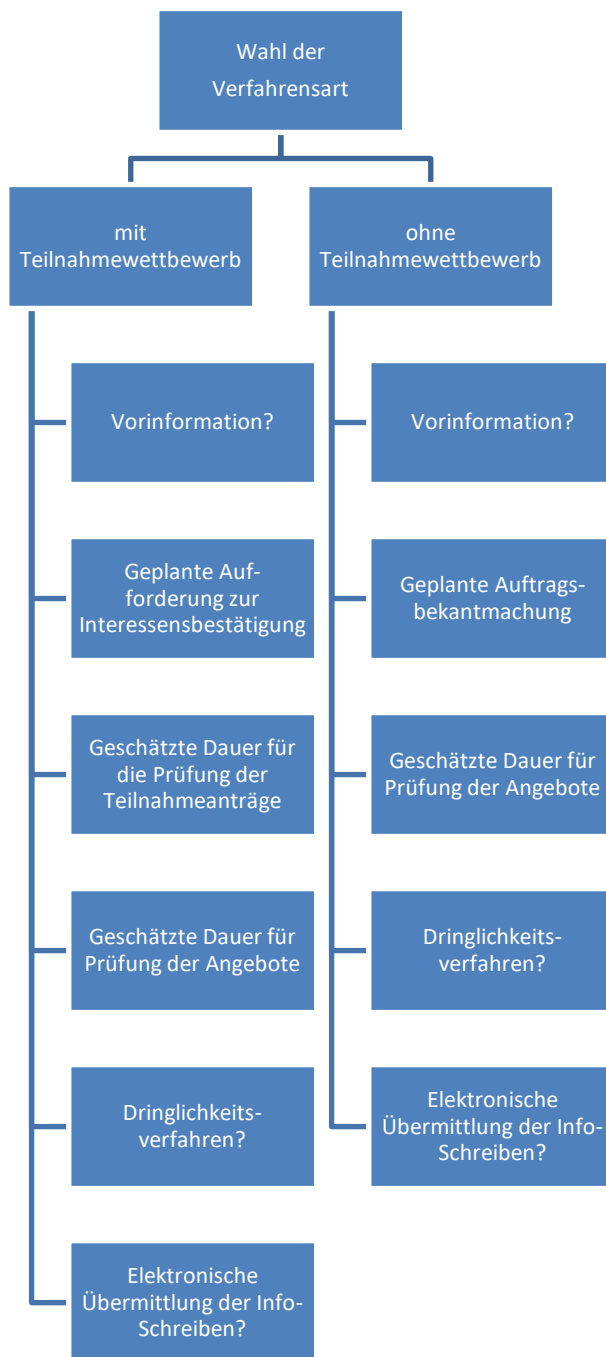 Wahl der
Verfahrensart
mit
Teilnahmewettbewerb
ohne
Teilnahmewettbewerb
Vorinformation?
Geplante Auf-
forderung zur
Interessensbestätigung
Geschätzte Dauer für
die Prüfung der
Teilnahmeanträge
Geschätzte Dauer für
Prüfung der Angebote
Dringlichkeits-
verfahren?
Elektronische
Übermittlung der Info-
Schreiben?
Vorinformation?
Geplante Auftrags-
bekantmachung
Geschätzte Dauer für
Prüfung der Angebote
Dringlichkeits-
verfahren?
Elektronische
Übermittlung der Info-
Schreiben?